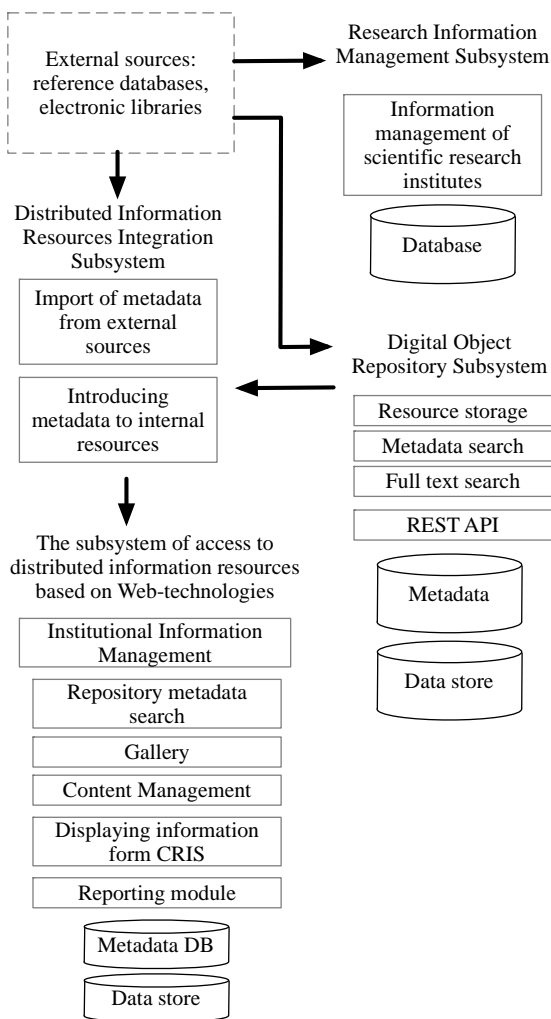 External sources:
reference databases,
electronic libraries
Research Information
Management Subsystem
Information
management of
scientific research
institutes
Database
Distributed Information
Resources Integration
Subsystem
Import of metadata
from external
sources
Introducing
metadata to internal
resources
Digital Object
Repository Subsystem
Resource storage
Metadata search
Full text search
REST API
Metadata
Data store
The subsystem of access to
distributed information resources
based on Web-technologies
Institutional Information
Management
Repository metadata
search
Gallery
Content Management
Displaying information
form CRIS
Reporting module
Metadata DB
Data store